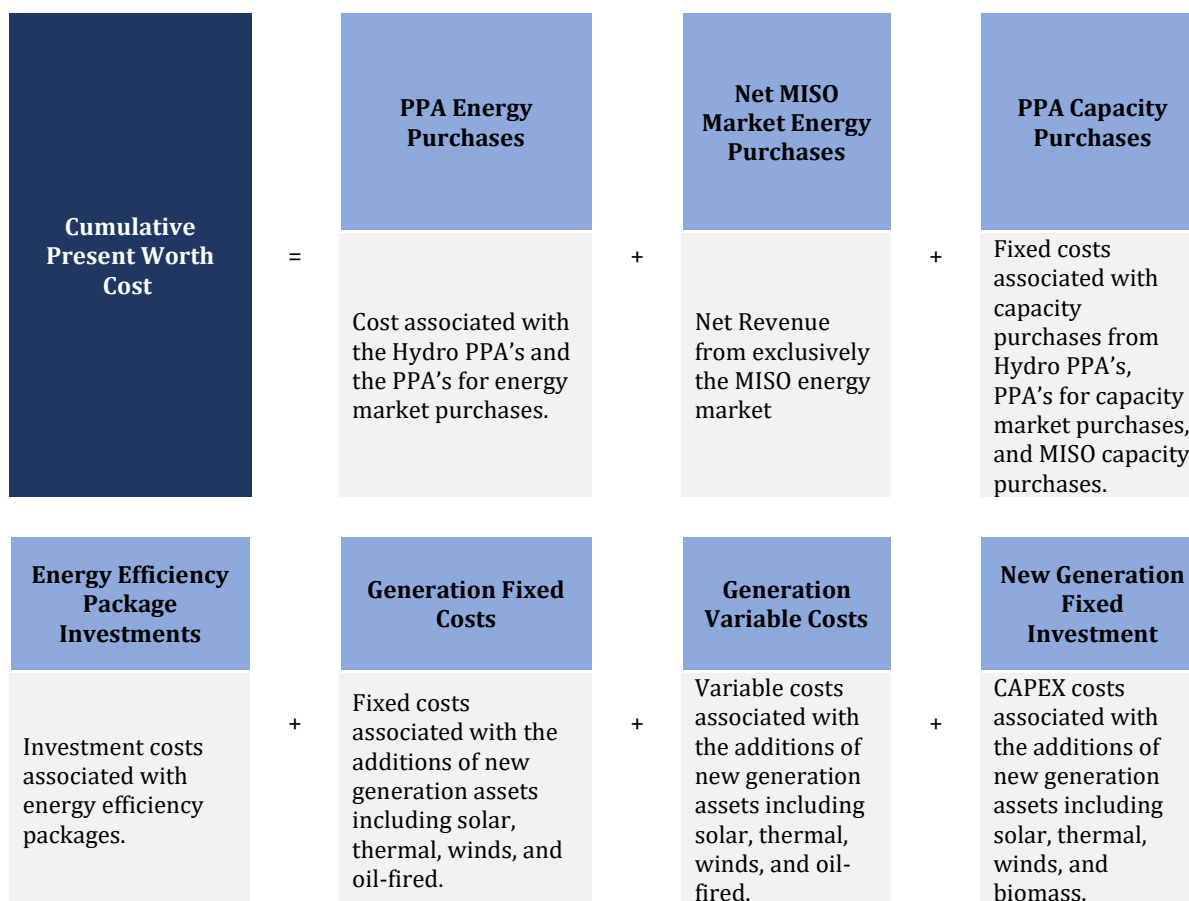 Cumulative
Present Worth
Cost
=
PPA Energy
Purchases
Cost associated with
the Hydro PPA’s and
the PPA’s for energy
market purchases.
+
Net MISO
Market Energy
Purchases
Net Revenue
from exclusively
the MISO energy
market
+
PPA Capacity
Purchases
Fixed costs
associated with
capacity
purchases from
Hydro PPA’s,
PPA’s for capacity
market purchases,
and MISO capacity
purchases.
Energy Efficiency
Package
Investments
Investment costs
associated with
energy efficiency
packages.
+
Generation Fixed
Costs
Fixed costs
associated with the
additions of new
generation assets
including solar,
thermal, winds, and
oil-fired.
+
Generation
Variable Costs
Variable costs
associated with
the additions of
new generation
assets including
solar, thermal,
winds, and oil-
fired.
+
New Generation
Fixed
Investment
CAPEX costs
associated with
the additions of
new generation
assets including
solar, thermal,
winds, and
biomass.